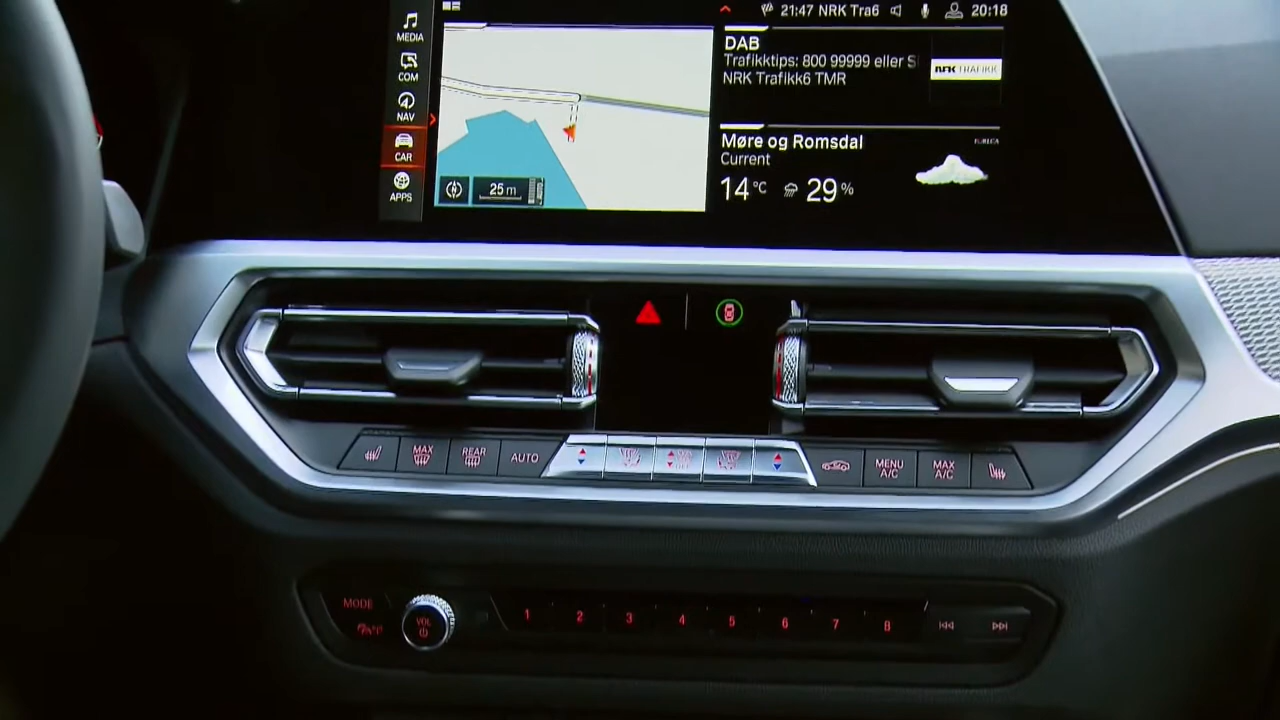 21:47 NRK Tra6
20:18
MEDIA
COM
NAV
CAR
APPS
25 m
DAB
Trafikktips: 800 99999 eller S
NRK Trafikk6 TMR
NRK TRAFIKK
Møre og Romsdal
Current
14°C
29%
MAX
REAR
AUTO
MENU
A/C
MAX
A/C
MODE
VOL
1 2 3 4 5 6 7 8